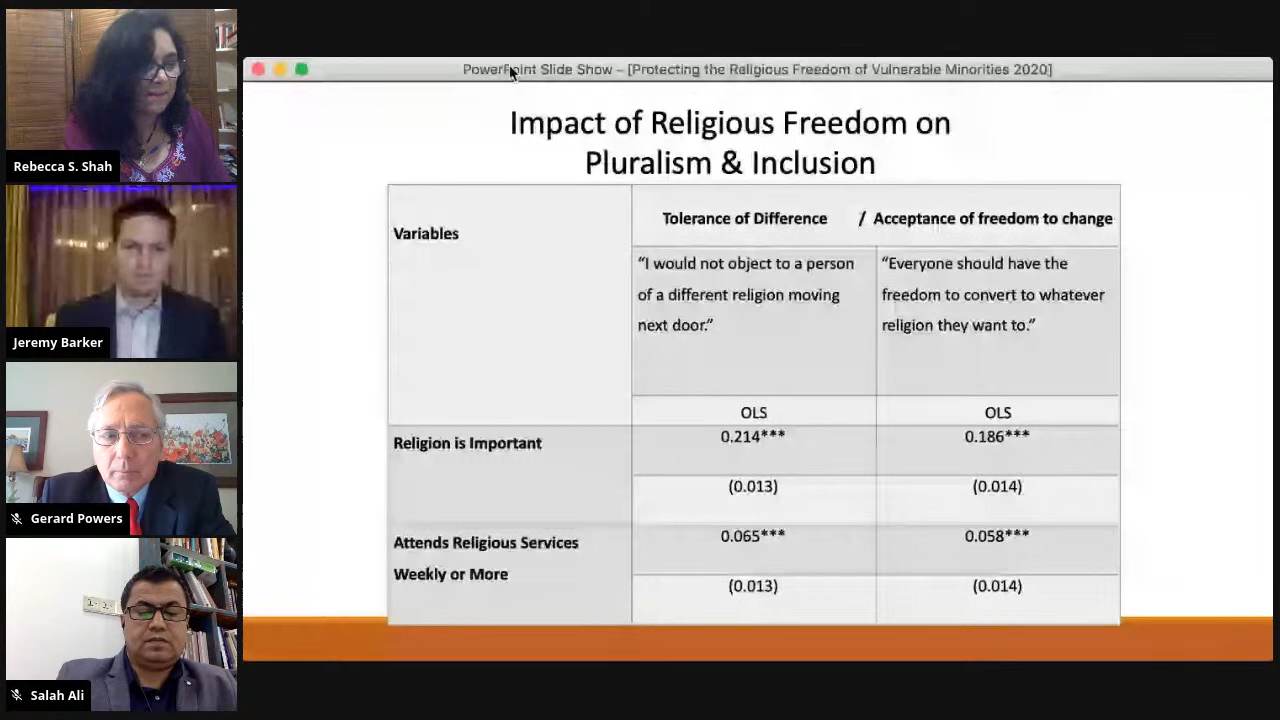 PowerPoint Slide Show – [Protecting the Religious Freedom of Vulnerable Minorities 2020]
Impact of Religious Freedom on
Pluralism & Inclusion
Variables
Tolerance of Difference / Acceptance of freedom to change
“I would not object to a person
of a different religion moving
next door.”
“Everyone should have the
freedom to convert to whatever
religion they want to.”
OLS OLS
Religion is Important 0.214*** 0.186***
(0.013) (0.014)
Attends Religious Services
Weekly or More
0.065*** 0.058***
(0.013) (0.014)
Rebecca S. Shah
Jeremy Barker
Gerard Powers
Salah Ali